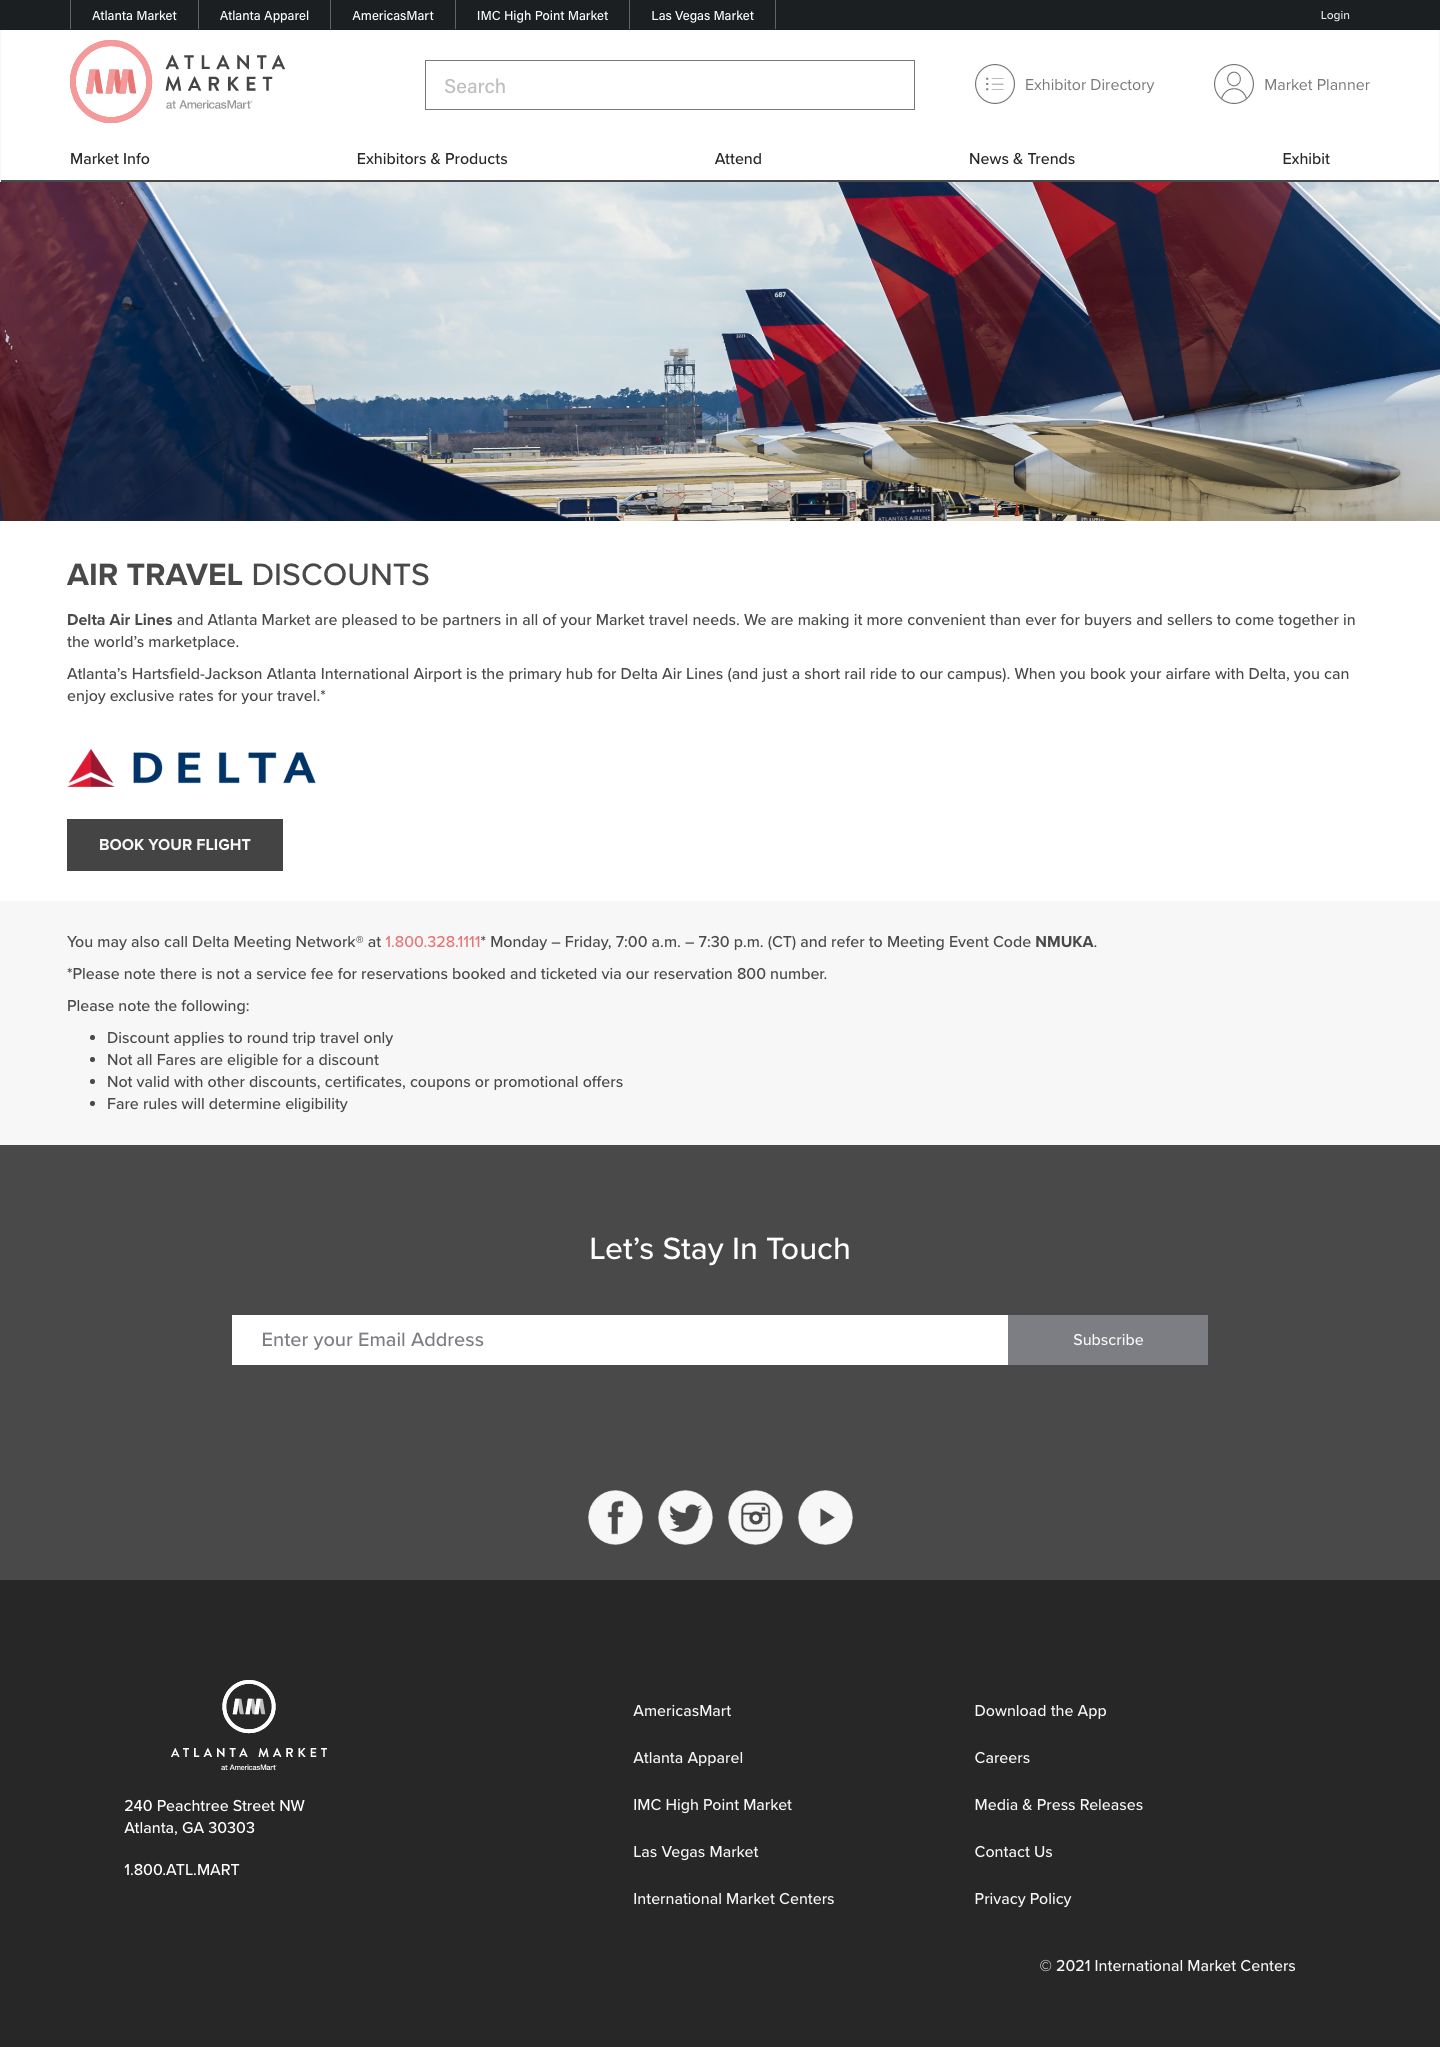 Atlanta Market
Atlanta Apparel
AmericasMart
IMC High Point Market
Las Vegas Market
Login
AM
ATLANTA
MARKET
at AmericasMart
Search
Exhibitor Directory
Market Planner
Market Info
Exhibitors & Products
Attend
News & Trends
Exhibit
687
AIR TRAVEL DISCOUNTS
Delta Air Lines and Atlanta Market are pleased to be partners in all of your Market travel needs. We are making it more convenient than ever for buyers and sellers to come together in
the world’s marketplace.
Atlanta’s Hartsfield-Jackson Atlanta International Airport is the primary hub for Delta Air Lines (and just a short rail ride to our campus). When you book your airfare with Delta, you can
enjoy exclusive rates for your travel.*
DELTA
BOOK YOUR FLIGHT
You may also call Delta Meeting Network® at 1.800.328.1111* Monday – Friday, 7:00 a.m. – 7:30 p.m. (CT) and refer to Meeting Event Code NMUKA.
*Please note there is not a service fee for reservations booked and ticketed via our reservation 800 number.
Please note the following:
• Discount applies to round trip travel only
• Not all Fares are eligible for a discount
• Not valid with other discounts, certificates, coupons or promotional offers
• Fare rules will determine eligibility
Let’s Stay In Touch
Enter your Email Address
Subscribe
AM
ATLANTA MARKET
at AmericasMart
240 Peachtree Street NW
Atlanta, GA 30303
1.800.ATL.MART
AmericasMart
Atlanta Apparel
IMC High Point Market
Las Vegas Market
International Market Centers
Download the App
Careers
Media & Press Releases
Contact Us
Privacy Policy
© 2021 International Market Centers